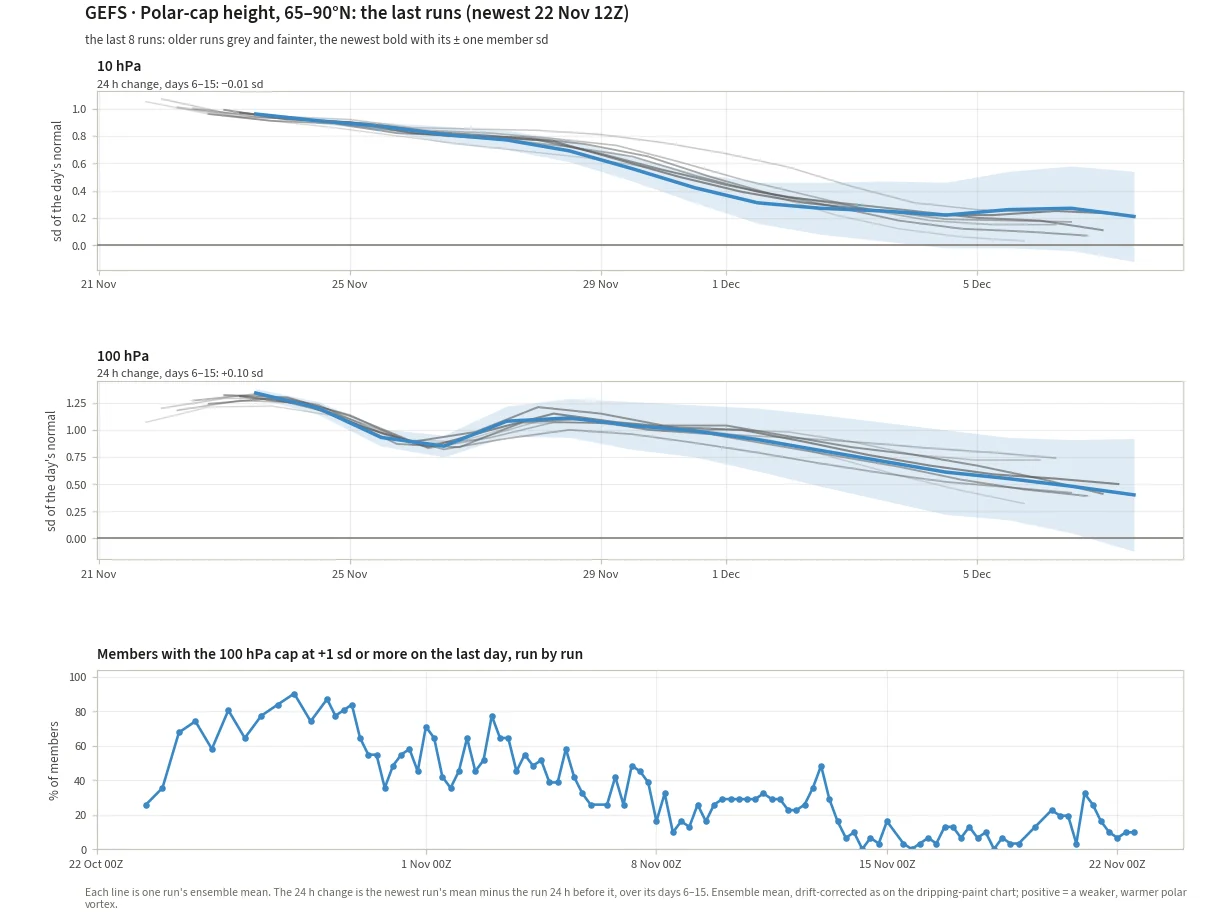 GEFS · Polar-cap height, 65–90°N: the last runs (newest 22 Nov 12Z)
the last 8 runs: older runs grey and fainter, the newest bold with its ± one member sd
10 hPa
24 h change, days 6–15: −0.01 sd
1.0
0.8
0.6
0.4
0.2
0.0
sd of the day's normal
21 Nov
25 Nov
29 Nov
1 Dec
5 Dec
100 hPa
24 h change, days 6–15: +0.10 sd
1.25
1.00
0.75
0.50
0.25
0.00
sd of the day's normal
21 Nov
25 Nov
29 Nov
1 Dec
5 Dec
Members with the 100 hPa cap at +1 sd or more on the last day, run by run
100
80
60
40
20
0
% of members
22 Oct 00Z
1 Nov 00Z
8 Nov 00Z
15 Nov 00Z
22 Nov 00Z
Each line is one run's ensemble mean. The 24 h change is the newest run's mean minus the run 24 h before it, over its days 6–15. Ensemble mean, drift-corrected as on the dripping-paint chart; positive = a weaker, warmer polar
vortex.